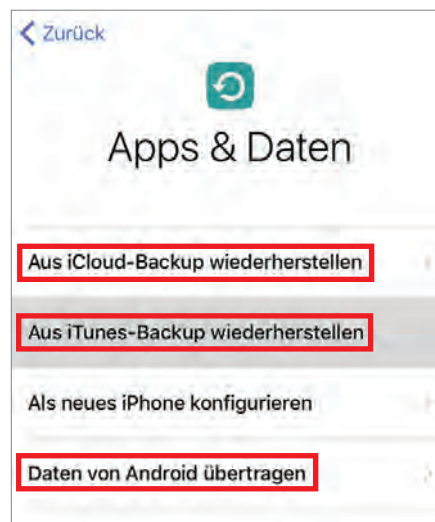 Zurück
Apps & Daten
Aus iCloud-Backup wiederherstellen
Aus iTunes-Backup wiederherstellen
Als neues iPhone konfigurieren
Daten von Android übertragen